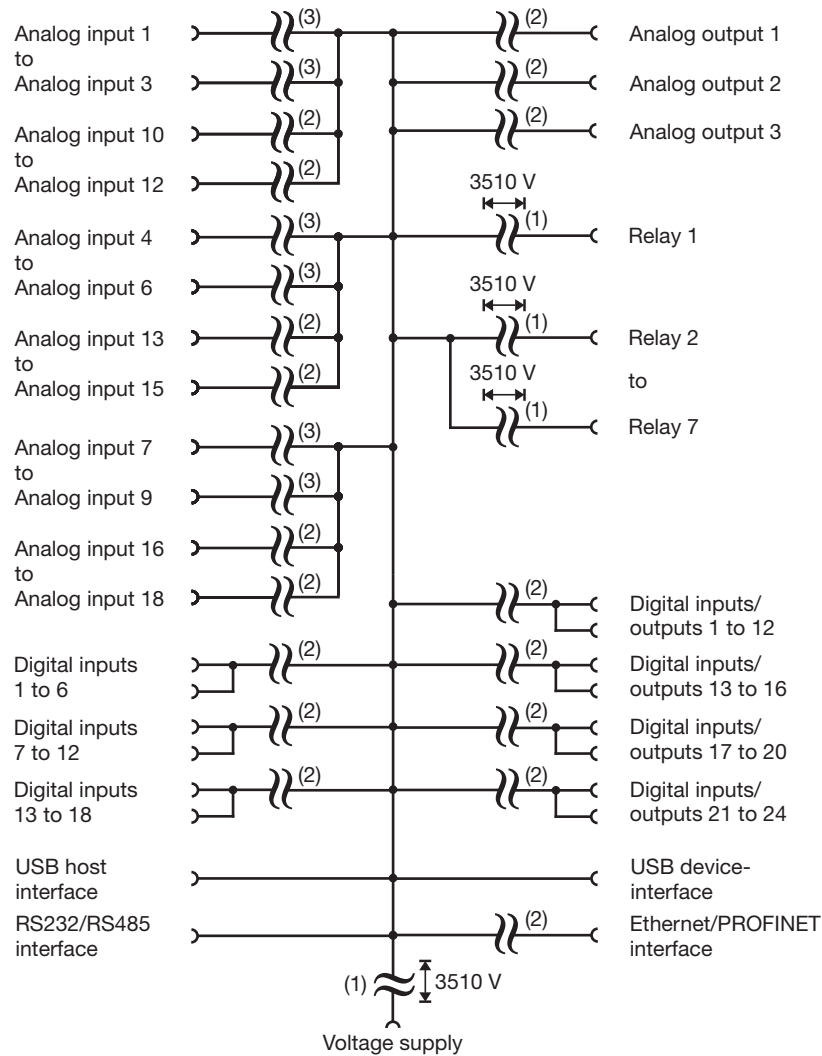 Analog input 1
to
Analog input 3
Analog input 10
to
Analog input 12
Analog input 4
to
Analog input 6
Analog input 13
to
Analog input 15
Analog input 7
to
Analog input 9
Analog input 16
to
Analog input 18
Digital inputs
1 to 6
Digital inputs
7 to 12
Digital inputs
13 to 18
USB host
interface
RS232/RS485
interface
(3)
(3)
(2)
(2)
(3)
(3)
(2)
(2)
(3)
(3)
(2)
(2)
(2)
(2)
(2)
(2)
(2)
(2)
3510 V
(1)
3510 V
(1)
3510 V
(1)
(2)
(2)
(2)
(2)
(2)
Analog output 1
Analog output 2
Analog output 3
Relay 1
Relay 2
to
Relay 7
Digital inputs/
outputs 1 to 12
Digital inputs/
outputs 13 to 16
Digital inputs/
outputs 17 to 20
Digital inputs/
outputs 21 to 24
USB device-
interface
Ethernet/PROFINET
interface
(1) 3510 V
Voltage supply